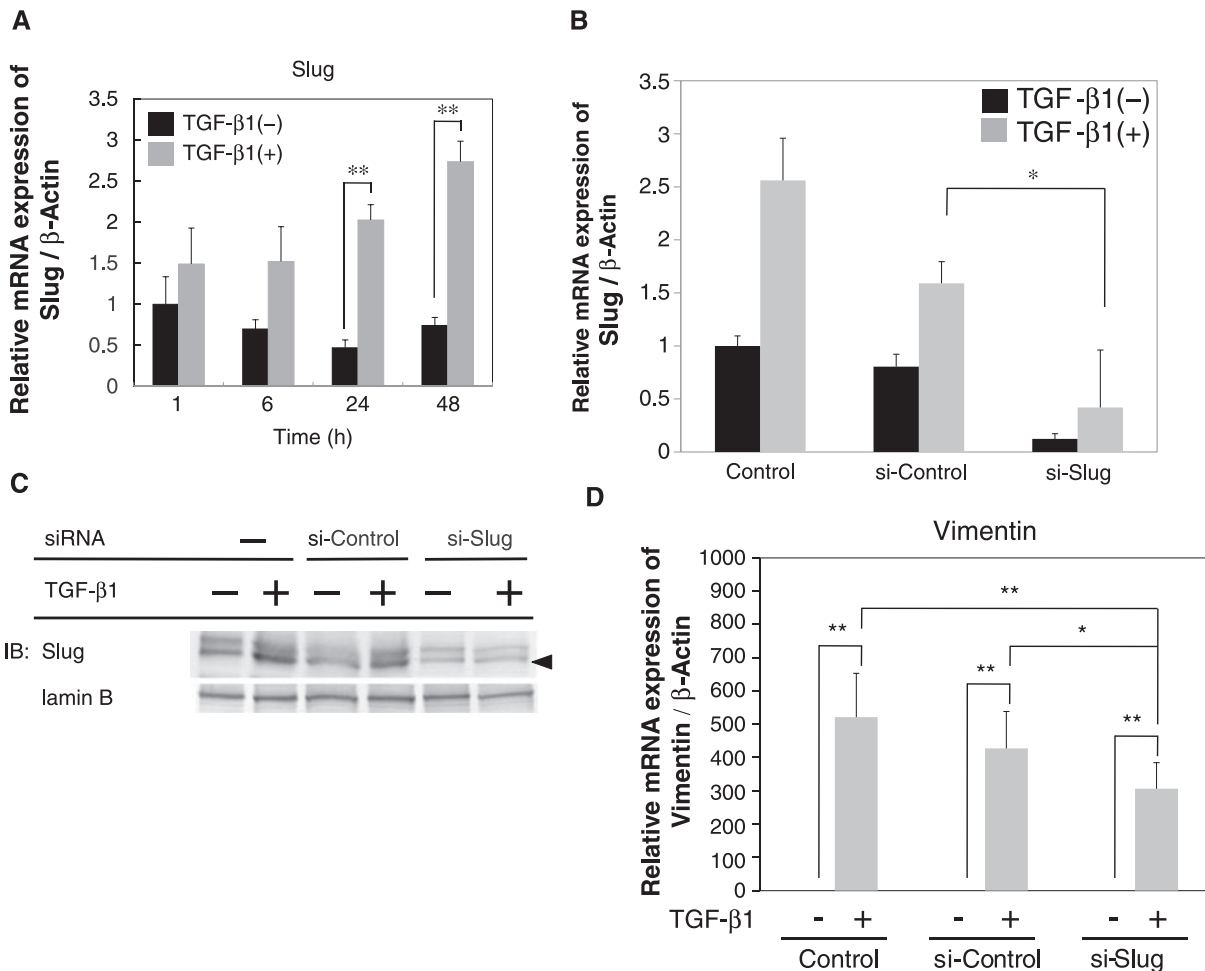 A
Slug
Relative mRNA expression of
Slug / β-Actin
3.5
3
2.5
2
1.5
1
0.5
0
TGF-β1(−)
TGF-β1(+)
**
**
1 6 24 48
Time (h)
B
Relative mRNA expression of
Slug / β-Actin
3.5
3
2.5
2
1.5
1
0.5
0
TGF-β1(−)
TGF-β1(+)
*
Control si-Control si-Slug
C
siRNA — si-Control si-Slug
TGF-β1 — + — + — +
IB: Slug
lamin B
D
Vimentin
Relative mRNA expression of
Vimentin / β-Actin
1000
900
800
700
600
500
400
300
200
100
0
**
**
*
**
**
TGF-β1 - + - + - +
Control si-Control si-Slug